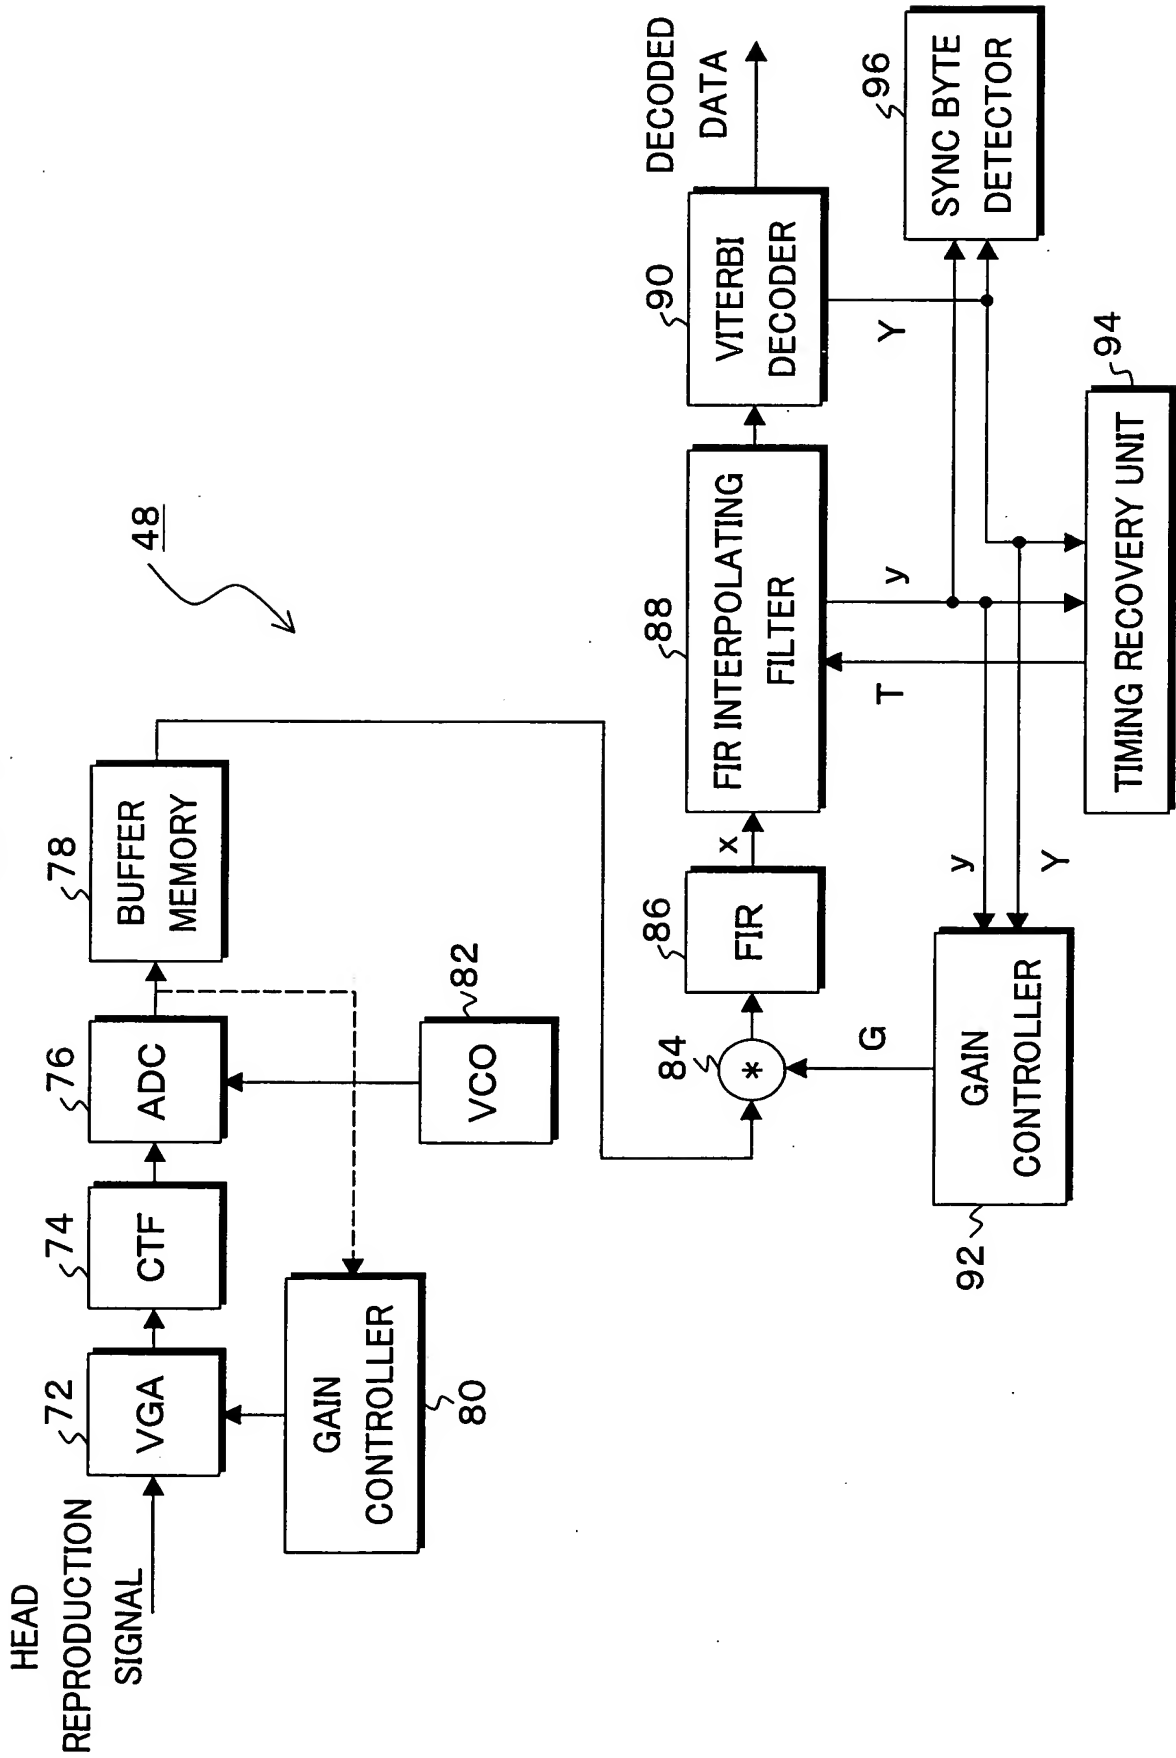 48
HEAD
REPRODUCTION
SIGNAL
72
VGA
74
CTF
76
ADC
78
BUFFER
MEMORY
GAIN
CONTROLLER
80
VCO
82
84
*
G
86
FIR
x
88
FIR INTERPOLATING
FILTER
90
VITERBI
DECODER
DECODED
DATA
T
y
Y
96
SYNC BYTE
DETECTOR
y
Y
92
GAIN
CONTROLLER
94
TIMING RECOVERY UNIT